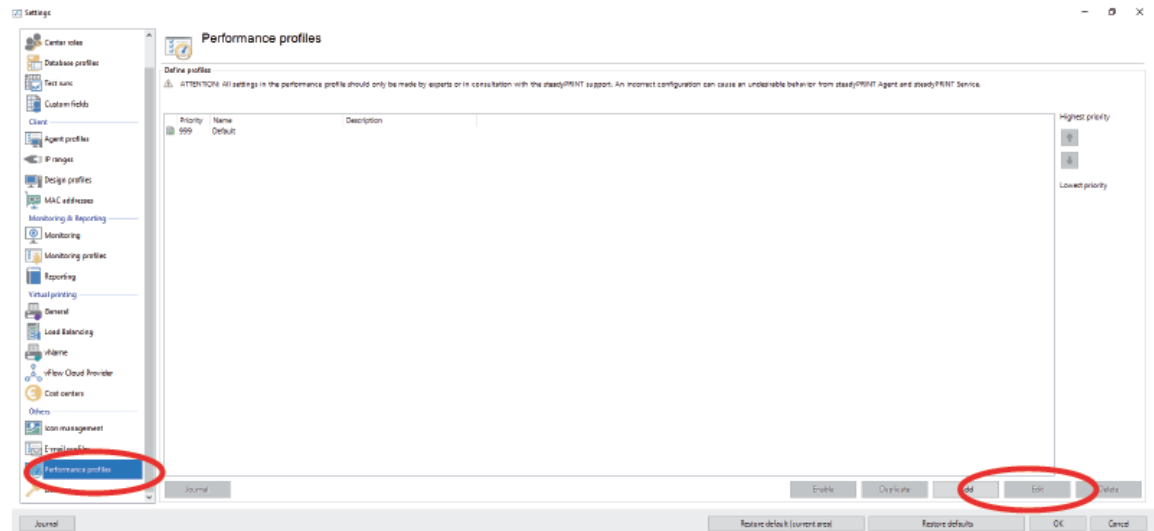 Settings
Center roles
Database profiles
Test runs
Custom fields
Client
Agent profiles
IP ranges
Design profiles
MAC addresses
Monitoring & Reporting
Monitoring
Monitoring profiles
Reporting
Virtual printing
General
Load Balancing
vName
vFlow Cloud Provider
Cost centers
Others
Icon management
E-mail profiles
Performance profiles
Performance profiles
Define profiles
ATTENTION: All settings in the performance profile should only be made by experts or in consultation with the steadyPRINT support. An incorrect configuration can cause an undesirable behavior from steadyPRINT Agent and steadyPRINT Service.
Priority Name Description
999 Default
Highest priority
Lowest priority
Journal Enable Duplicate Add Edit Delete
Journal Restore default (current area) Restore defaults OK Cancel